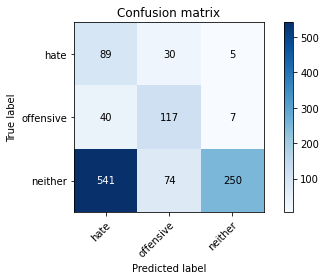 Confusion matrix
hate 89 30 5
offensive 40 117 7
neither 541 74 250
hate offensive neither
True label
Predicted label
500
400
300
200
100